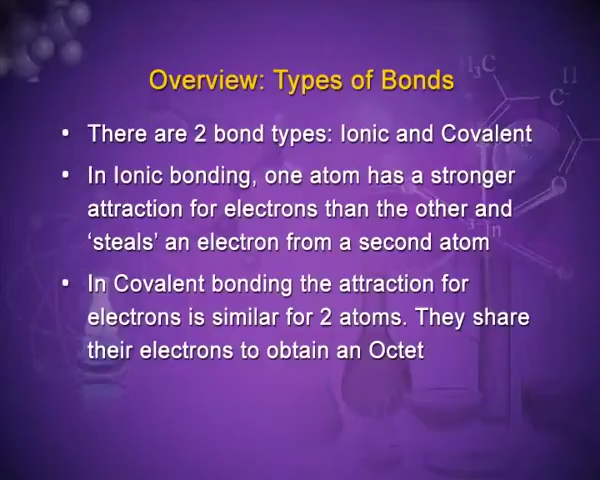 Overview: Types of Bonds
• There are 2 bond types: Ionic and Covalent
• In Ionic bonding, one atom has a stronger
attraction for electrons than the other and
‘steals’ an electron from a second atom
• In Covalent bonding the attraction for
electrons is similar for 2 atoms. They share
their electrons to obtain an Octet
H₃C
H
C